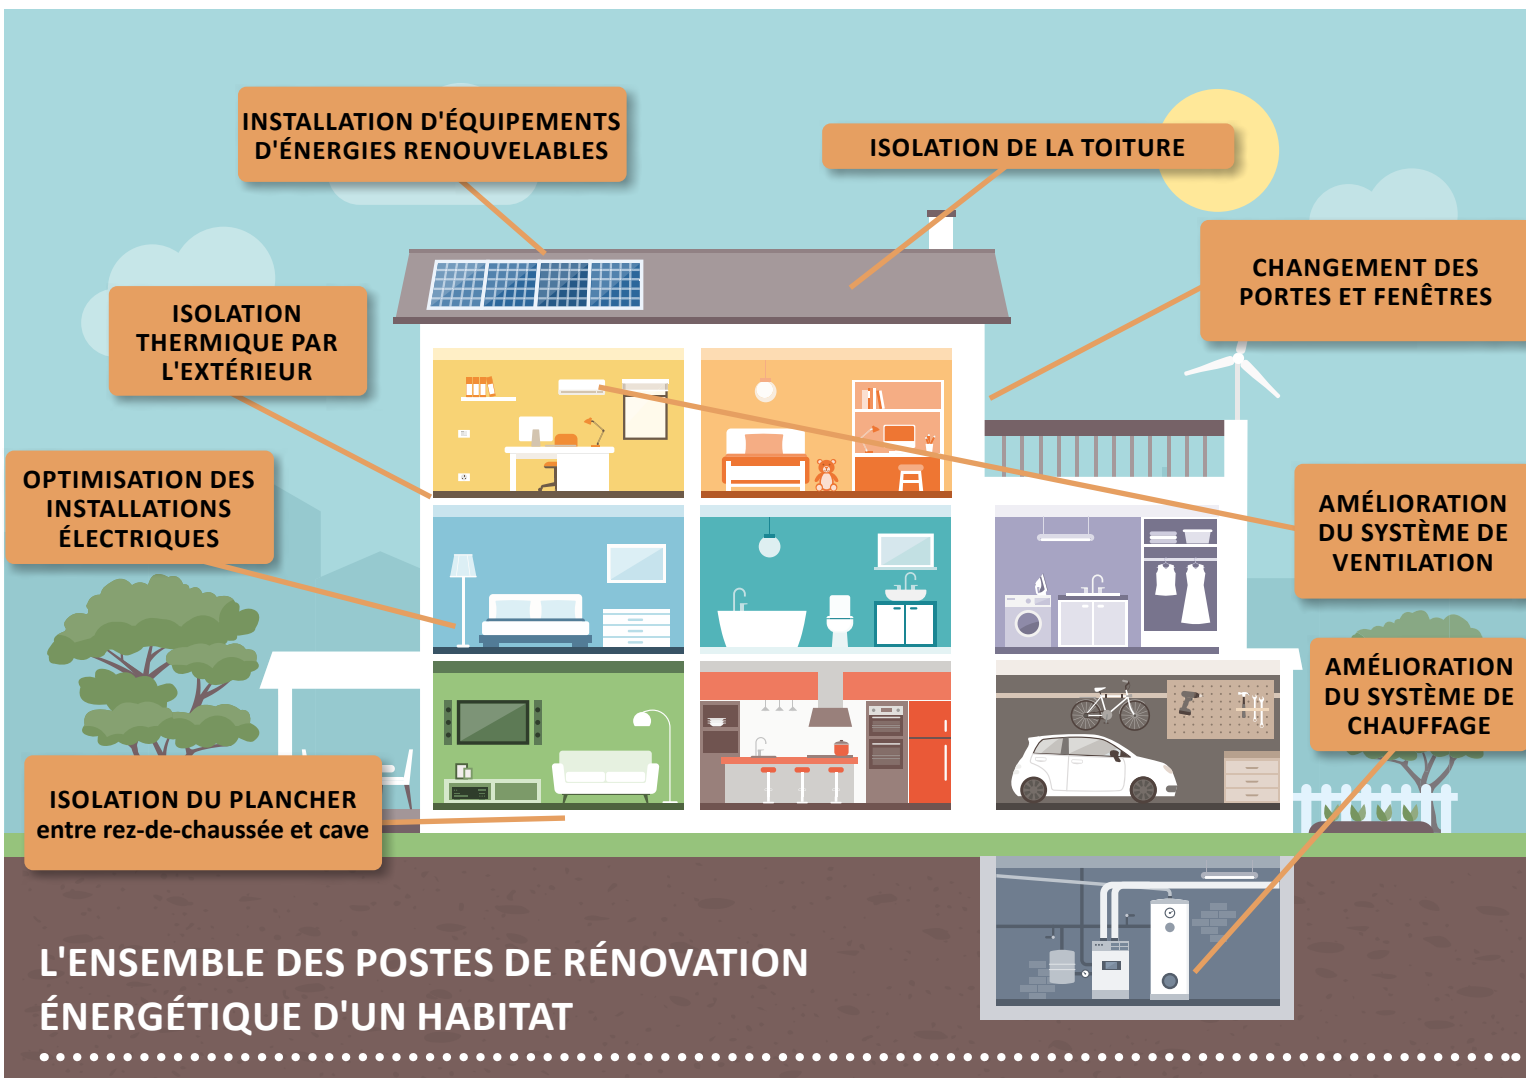 INSTALLATION D'ÉQUIPEMENTS
D'ÉNERGIES RENOUVELABLES
ISOLATION DE LA TOITURE
CHANGEMENT DES
PORTES ET FENÊTRES
ISOLATION
THERMIQUE PAR
L'EXTÉRIEUR
OPTIMISATION DES
INSTALLATIONS
ÉLECTRIQUES
AMÉLIORATION
DU SYSTÈME DE
VENTILATION
AMÉLIORATION
DU SYSTÈME DE
CHAUFFAGE
ISOLATION DU PLANCHER
entre rez-de-chaussée et cave
L'ENSEMBLE DES POSTES DE RÉNOVATION
ÉNERGÉTIQUE D'UN HABITAT